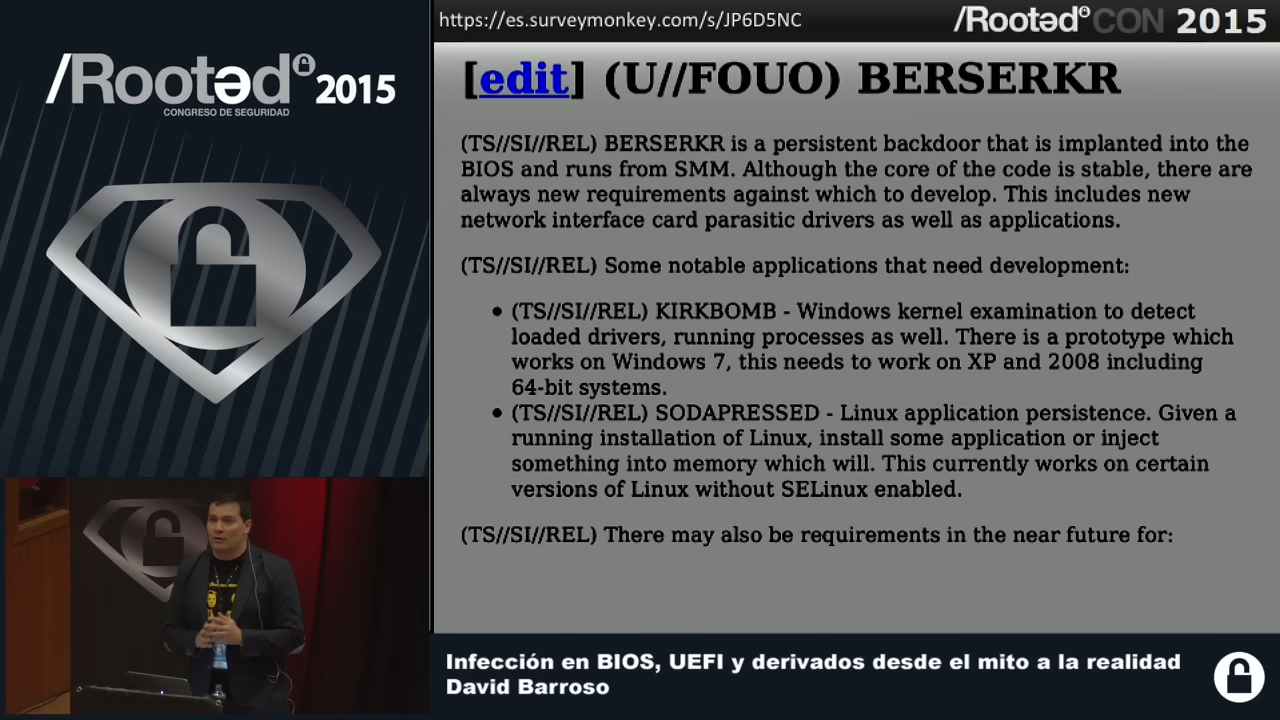 https://es.surveymonkey.com/s/JP6D5NC
/RootedCON 2015
/Rooted 2015
CONGRESO DE SEGURIDAD
[edit] (U//FOUO) BERSERKR
(TS//SI//REL) BERSERKR is a persistent backdoor that is implanted into the
BIOS and runs from SMM. Although the core of the code is stable, there are
always new requirements against which to develop. This includes new
network interface card parasitic drivers as well as applications.
(TS//SI//REL) Some notable applications that need development:
• (TS//SI//REL) KIRKBOMB - Windows kernel examination to detect
loaded drivers, running processes as well. There is a prototype which
works on Windows 7, this needs to work on XP and 2008 including
64-bit systems.
• (TS//SI//REL) SODAPRESSED - Linux application persistence. Given a
running installation of Linux, install some application or inject
something into memory which will. This currently works on certain
versions of Linux without SELinux enabled.
(TS//SI//REL) There may also be requirements in the near future for:
Infección en BIOS, UEFI y derivados desde el mito a la realidad
David Barroso